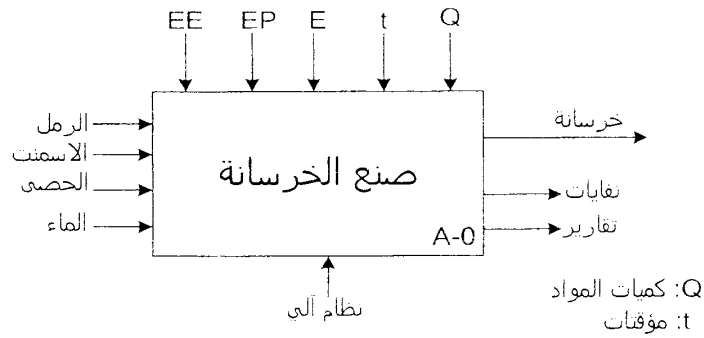 EE EP E t Q
الرمل
الاسمنت
الحصى
الماء
صنع الخرسانة
A-0
خرسانة
نفايات
تقارير
نظام آلي
Q: كميات المواد
t: مؤقتات